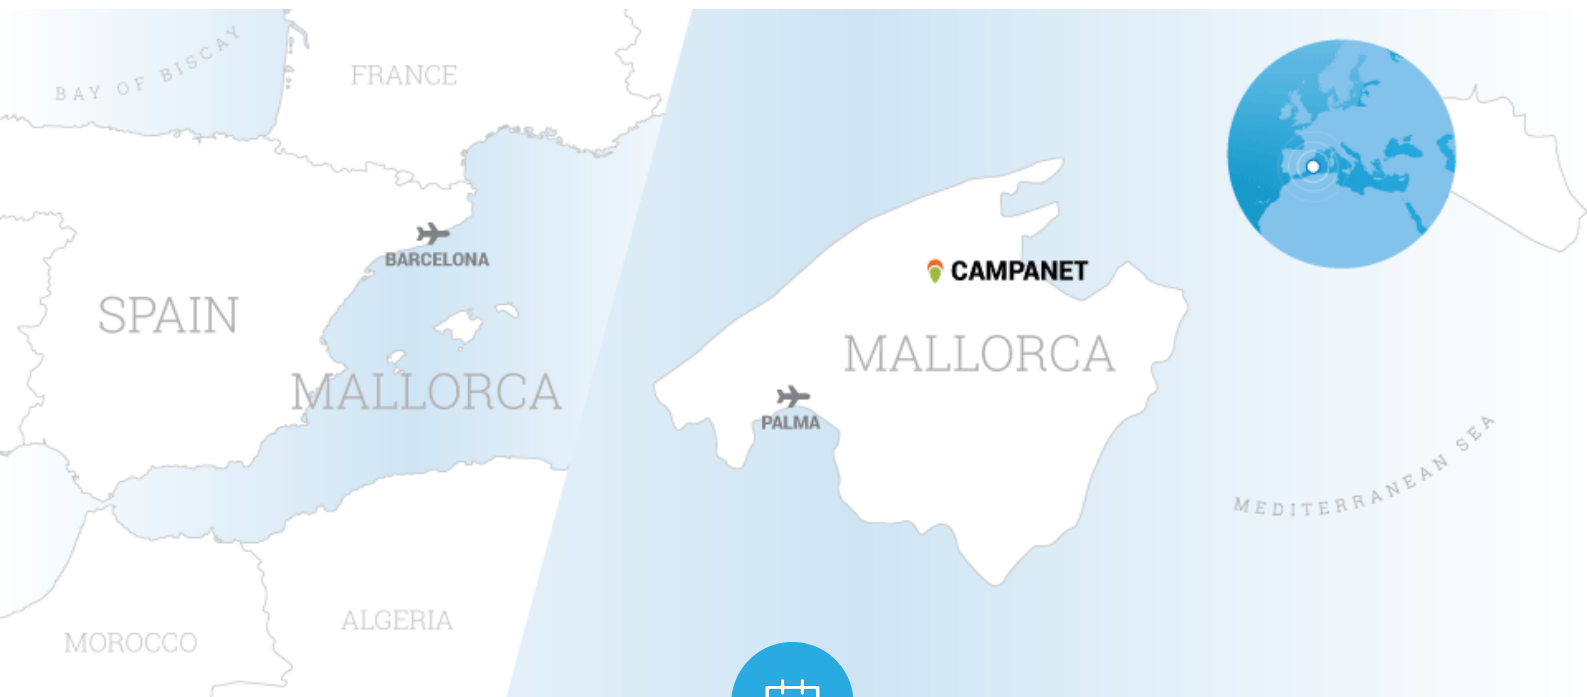 BAY OF BISCAY
FRANCE
BARCELONA
SPAIN
MALLORCA
MOROCCO
ALGERIA
CAMPANET
MALLORCA
PALMA
MEDITERRANEAN SEA